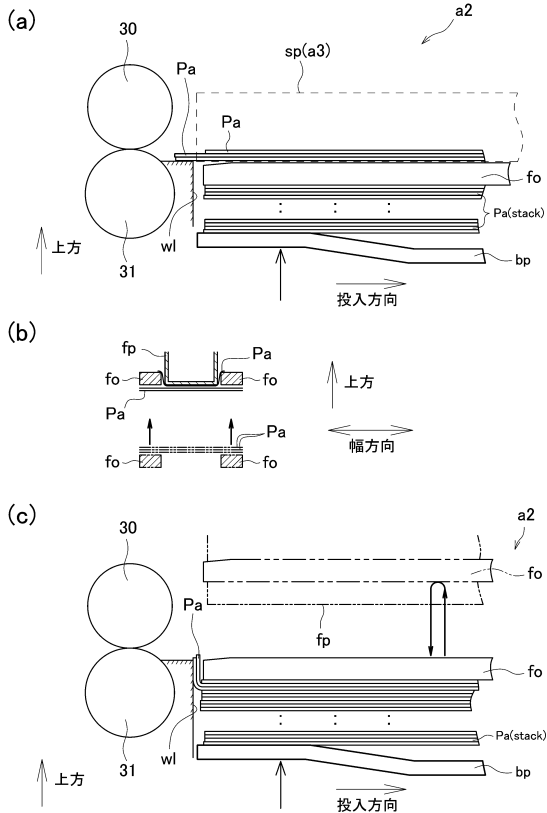 (a)
a2
30
sp(a3)
Pa
Pa
fo
Pa(stack)
wl
上方
31
bp
投入方向
(b)
fp
Pa
fo
fo
Pa
上方
Pa
fo
fo
幅方向
(c)
a2
30
fo
Pa
fp
fo
wl
Pa(stack)
上方
31
bp
投入方向